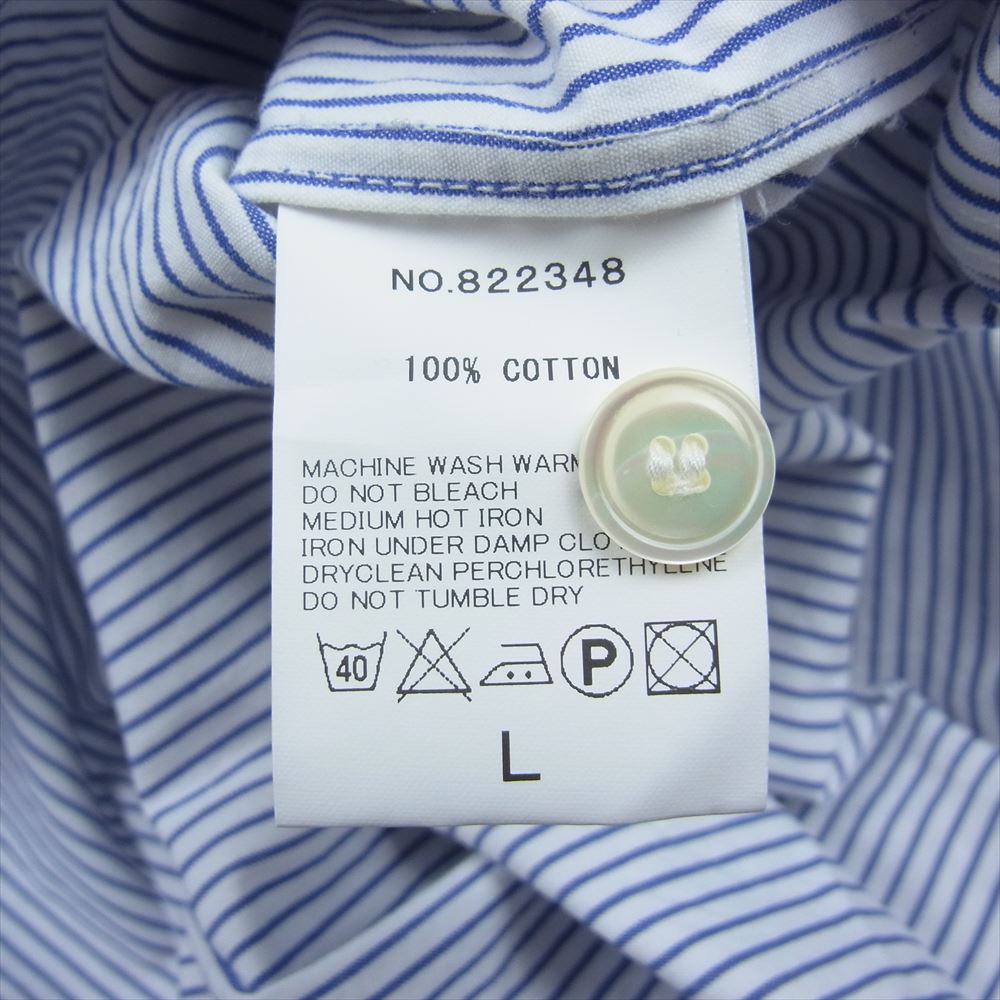 NO.822348
100% COTTON
MACHINE WASH WARM
DO NOT BLEACH
MEDIUM HOT IRON
IRON UNDER DAMP
DRYCLEAN PERCHLORETHYLENE
DO NOT TUMBLE DRY
40 P
L